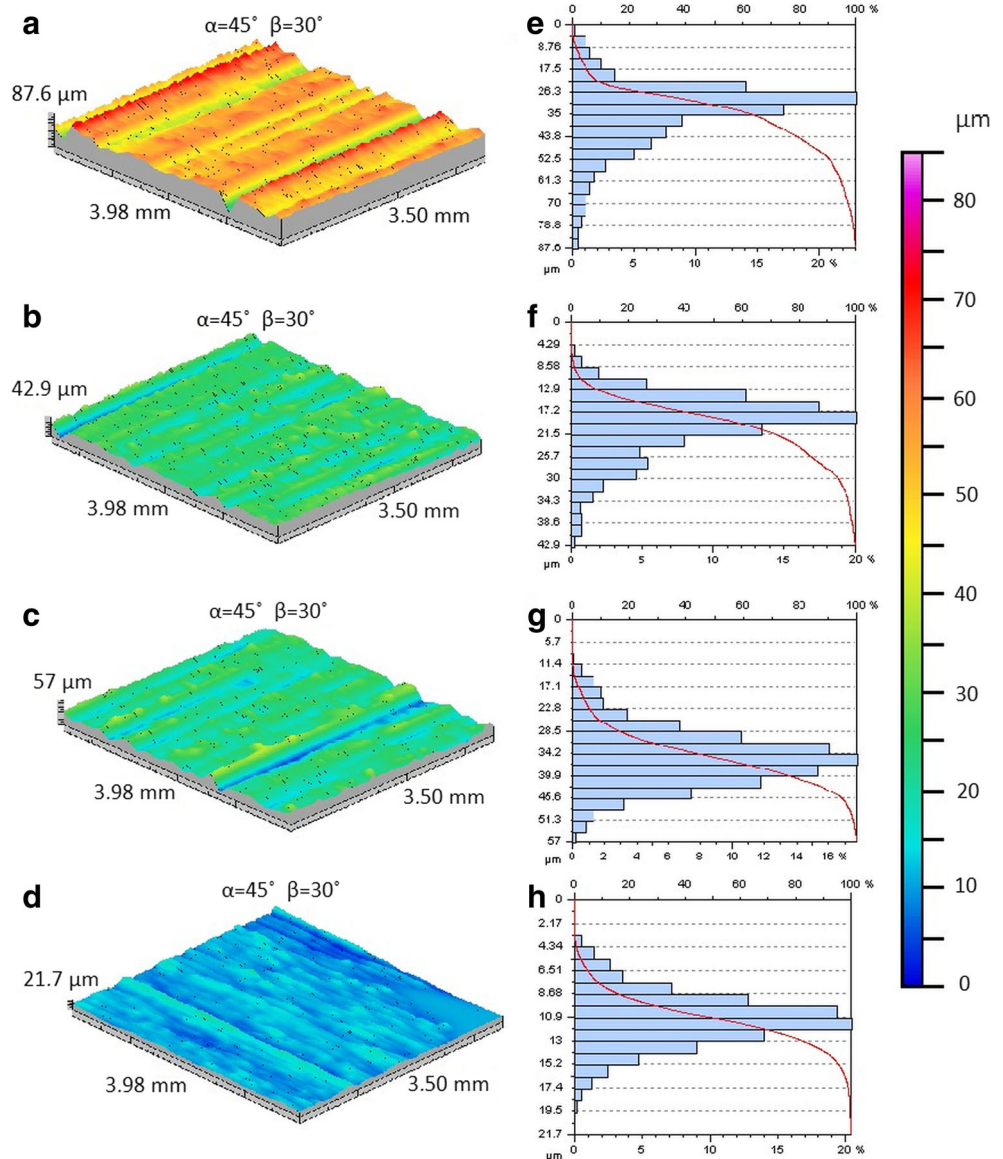 a
α=45° β=30°
87.6 µm
3.98 mm
3.50 mm
e
0 20 40 60 80 100 %
0
8.76
17.5
26.3
35
43.8
52.5
61.3
70
78.8
87.6
µm
0 5 10 15 20 %
b
α=45° β=30°
42.9 µm
3.98 mm
3.50 mm
f
0 20 40 60 80 100 %
0
4.29
8.58
12.9
17.2
21.5
25.7
30
34.3
38.6
42.9
µm
0 5 10 15 20 %
c
α=45° β=30°
57 µm
3.98 mm
3.50 mm
g
0 20 40 60 80 100 %
0
5.7
11.4
17.1
22.8
28.5
34.2
39.9
45.6
51.3
57
µm
0 2 4 6 8 10 12 14 16 %
d
α=45° β=30°
21.7 µm
3.98 mm
3.50 mm
h
0 20 40 60 80 100 %
0
2.17
4.34
6.51
8.68
10.9
13
15.2
17.4
19.5
21.7
µm
0 5 10 15 20 %
µm
80
70
60
50
40
30
20
10
0